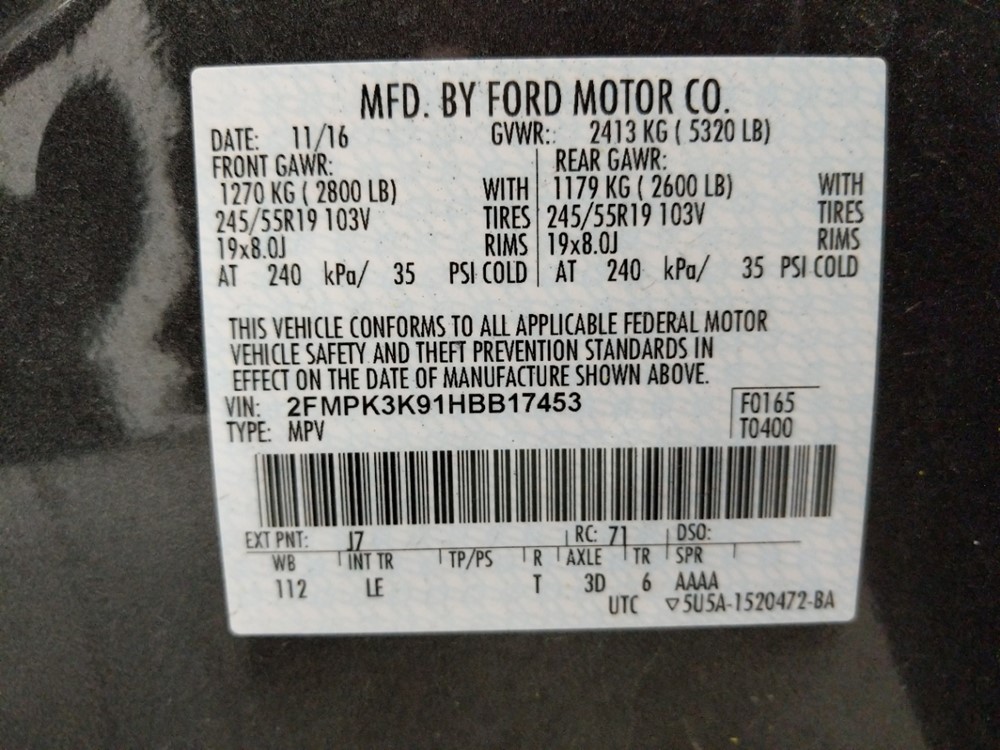 MFD. BY FORD MOTOR CO.
DATE: 11/16 GVWR: 2413 KG ( 5320 LB)
FRONT GAWR: REAR GAWR:
1270 KG ( 2800 LB) WITH 1179 KG ( 2600 LB) WITH
245/55R19 103V TIRES 245/55R19 103V TIRES
19x8.0J RIMS 19x8.0J RIMS
AT 240 kPa/ 35 PSI COLD AT 240 kPa/ 35 PSI COLD
THIS VEHICLE CONFORMS TO ALL APPLICABLE FEDERAL MOTOR
VEHICLE SAFETY AND THEFT PREVENTION STANDARDS IN
EFFECT ON THE DATE OF MANUFACTURE SHOWN ABOVE.
VIN: 2FMPK3K91HBB17453 F0165
TYPE: MPV T0400
EXT PNT: J7 RC: 71 DSO:
WB INT TR TP/PS R AXLE TR SPR
112 LE T 3D 6 AAAA
UTC ▽5U5A-1520472-BA